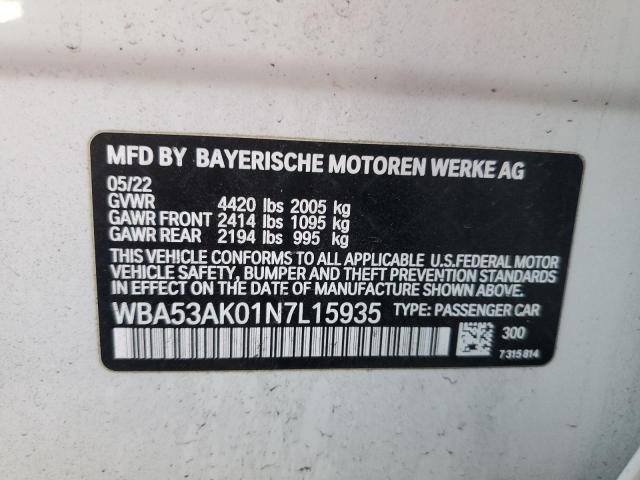 MFD BY BAYERISCHE MOTOREN WERKE AG
05/22
GVWR 4420 lbs 2005 kg
GAWR FRONT 2414 lbs 1095 kg
GAWR REAR 2194 lbs 995 kg
THIS VEHICLE CONFORMS TO ALL APPLICABLE U.S.FEDERAL MOTOR
VEHICLE SAFETY, BUMPER AND THEFT PREVENTION STANDARDS
IN EFFECT ON THE DATE OF MANUFACTURE SHOWN ABOVE.
WBA53AK01N7L15935 TYPE: PASSENGER CAR
300
7315814